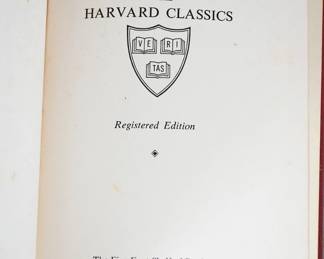 HARVARD CLASSICS
VE RI
TAS
Registered Edition